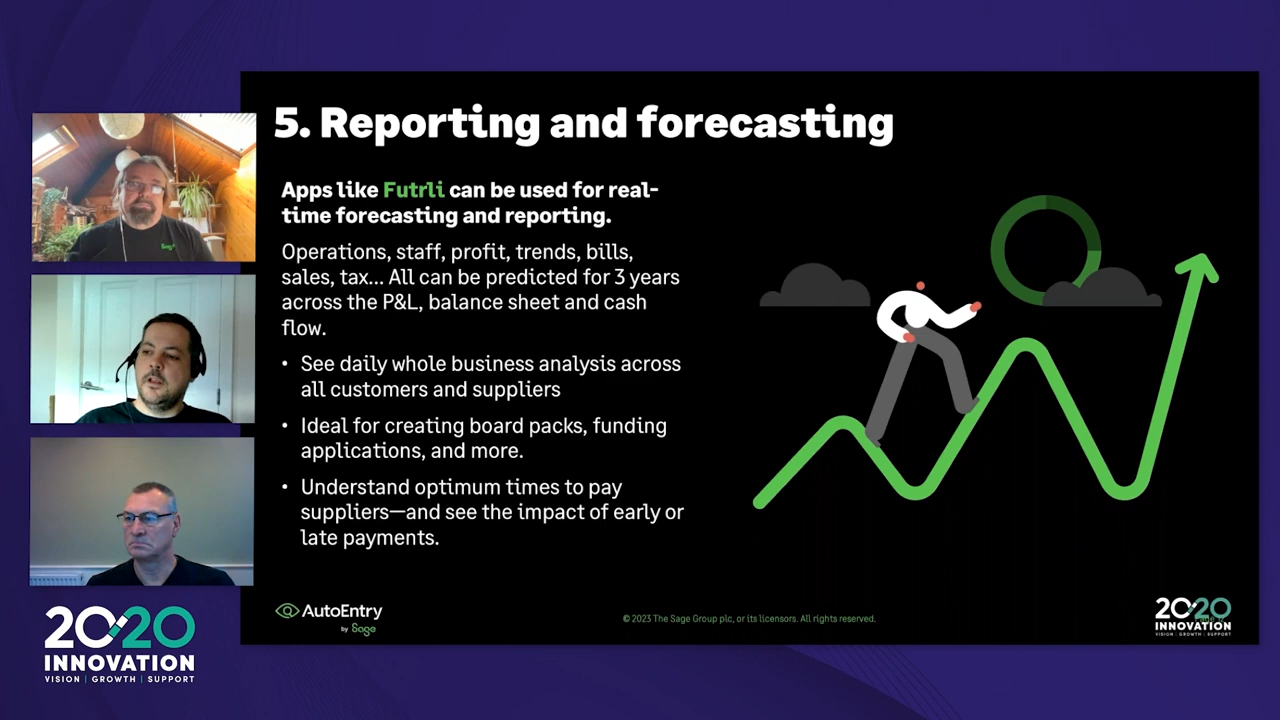 5. Reporting and forecasting
Apps like Futrli can be used for real-
time forecasting and reporting.
Operations, staff, profit, trends, bills,
sales, tax... All can be predicted for 3 years
across the P&L, balance sheet and cash
flow.
• See daily whole business analysis across
all customers and suppliers
• Ideal for creating board packs, funding
applications, and more.
• Understand optimum times to pay
suppliers—and see the impact of early or
late payments.
Sage
AutoEntry
by Sage
© 2023 The Sage Group plc, or its licensors. All rights reserved.
2020
INNOVATION
VISION | GROWTH | SUPPORT
2020
INNOVATION
VISION | GROWTH | SUPPORT